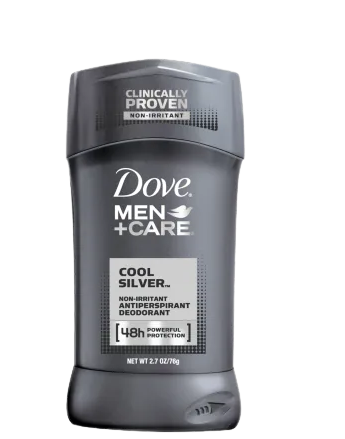 CLINICALLY
PROVEN
NON-IRRITANT
Dove®
MEN
+CARE
COOL
SILVER™
NON-IRRITANT
ANTIPERSPIRANT
DEODORANT
[48h POWERFUL
PROTECTION]
NET WT 2.7 OZ/76g